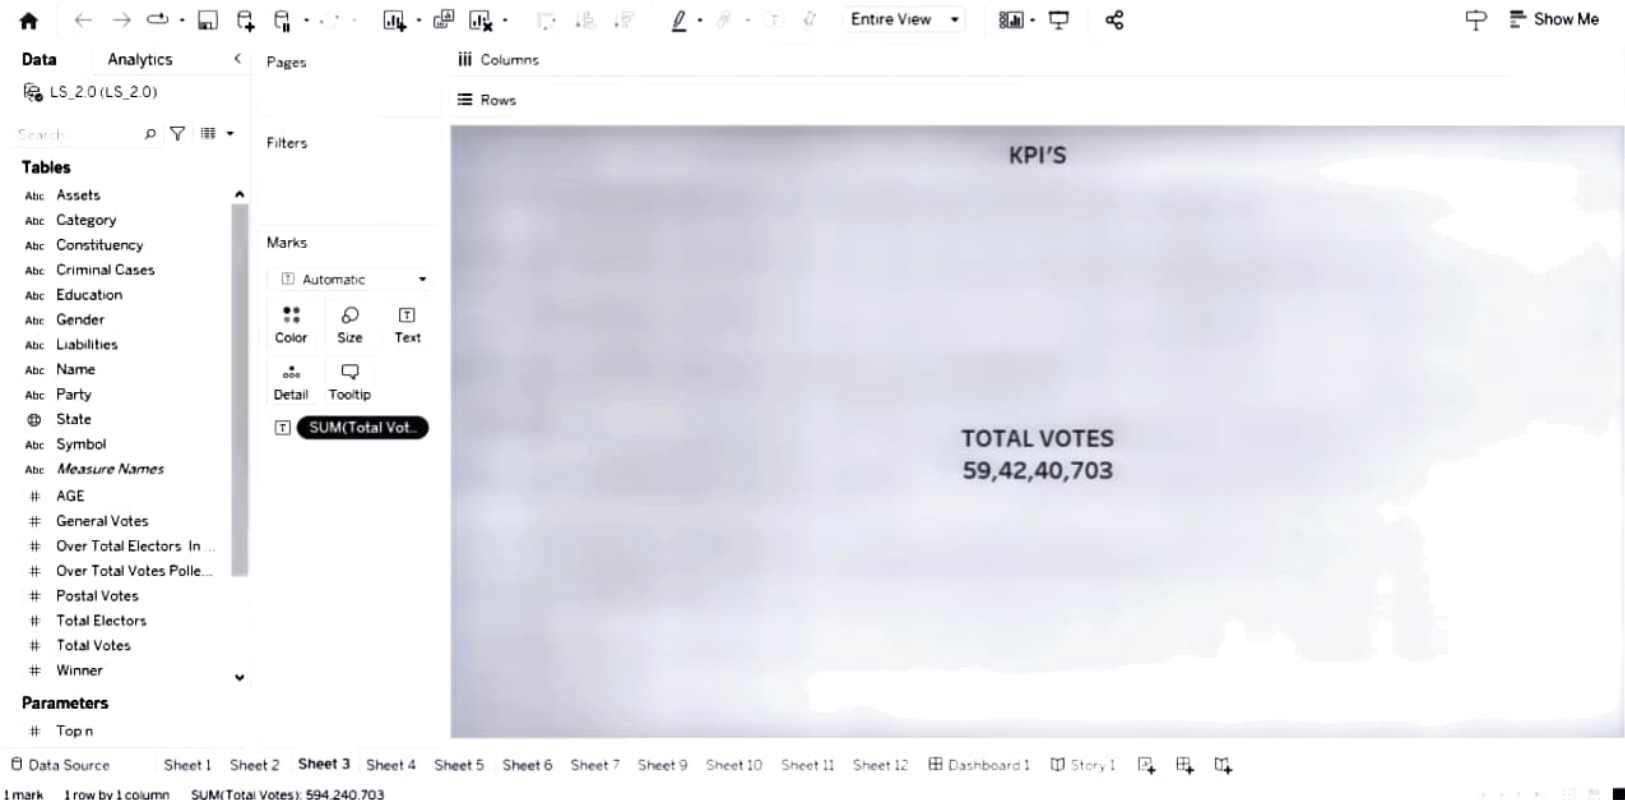 Entire View
Show Me
Data
Analytics
Pages
Columns
LS_2.0 (LS_2.0)
Rows
Search
Filters
KPI'S
Tables
Abc Assets
Abc Category
Abc Constituency
Abc Criminal Cases
Abc Education
Abc Gender
Abc Liabilities
Abc Name
Abc Party
State
Abc Symbol
Abc Measure Names
# AGE
# General Votes
# Over Total Electors In ...
# Over Total Votes Polle...
# Postal Votes
# Total Electors
# Total Votes
# Winner
Parameters
# Top n
Marks
T Automatic
Color
Size
T Text
Detail
Tooltip
T SUM(Total Vot..
TOTAL VOTES
59,42,40,703
Data Source
Sheet 1
Sheet 2
Sheet 3
Sheet 4
Sheet 5
Sheet 6
Sheet 7
Sheet 9
Sheet 10
Sheet 11
Sheet 12
Dashboard 1
Story 1
1 mark
1 row by 1 column
SUM(Total Votes): 594,240,703